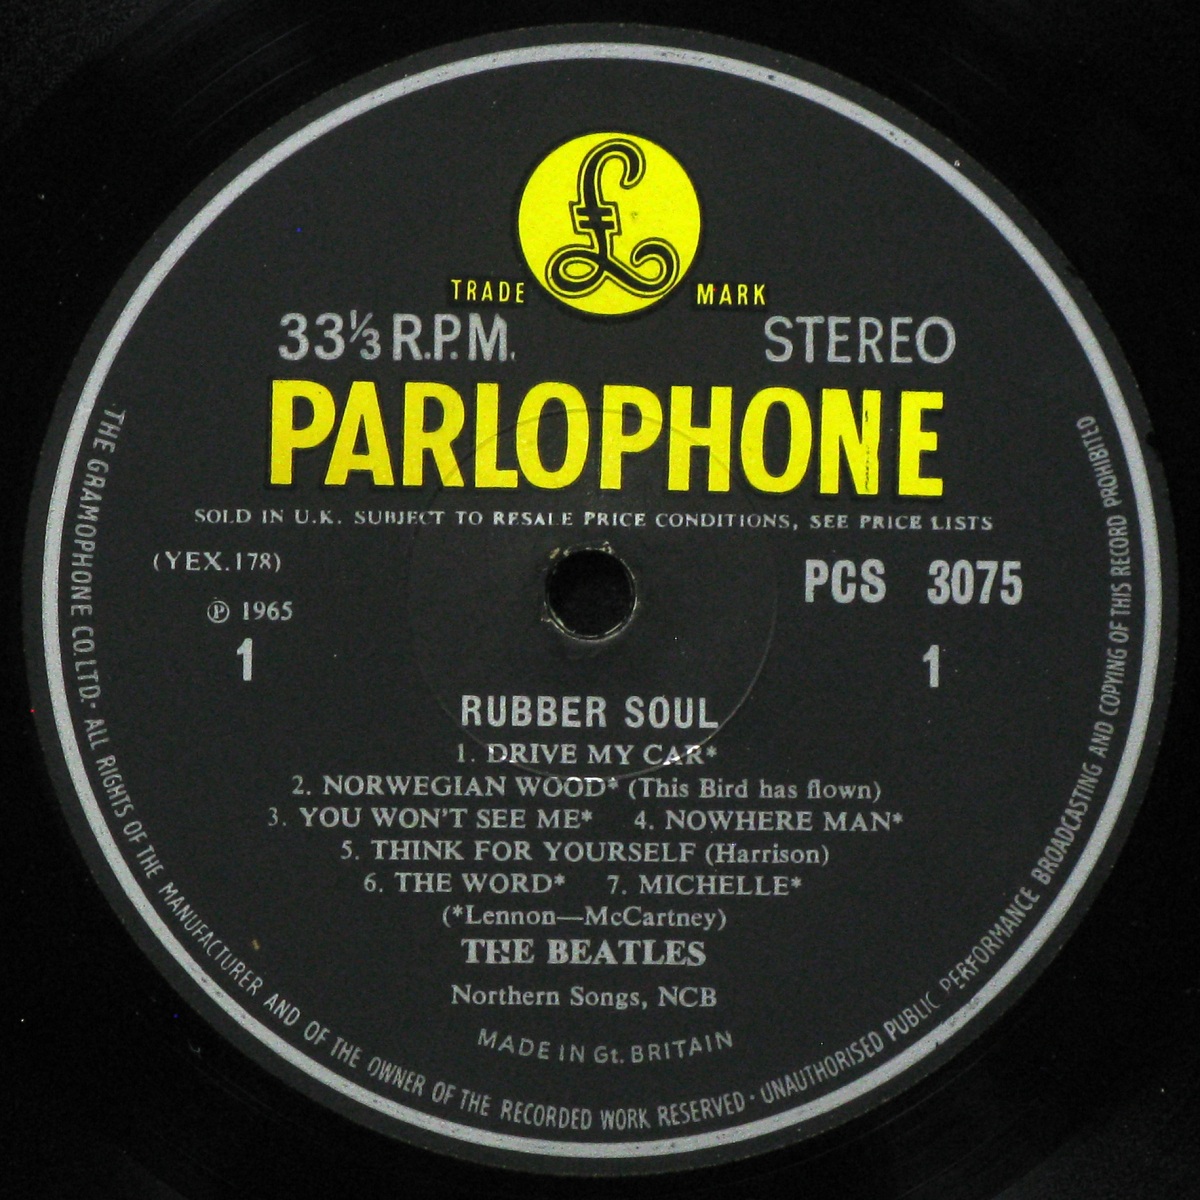 £
TRADE MARK
33⅓ R.P.M. STEREO
PARLOPHONE
SOLD IN U.K. SUBJECT TO RESALE PRICE CONDITIONS, SEE PRICE LISTS
(YEX.178) PCS 3075
℗ 1965
1 1
RUBBER SOUL
1. DRIVE MY CAR*
2. NORWEGIAN WOOD* (This Bird has flown)
3. YOU WON'T SEE ME* 4. NOWHERE MAN*
5. THINK FOR YOURSELF (Harrison)
6. THE WORD* 7. MICHELLE*
(*Lennon—McCartney)
THE BEATLES
Northern Songs, NCB
MADE IN Gt. BRITAIN
THE GRAMOPHONE CO. LTD. · ALL RIGHTS OF THE MANUFACTURER AND OF THE OWNER OF THE RECORDED WORK RESERVED · UNAUTHORISED PUBLIC PERFORMANCE BROADCASTING AND COPYING OF THIS RECORD PROHIBITED